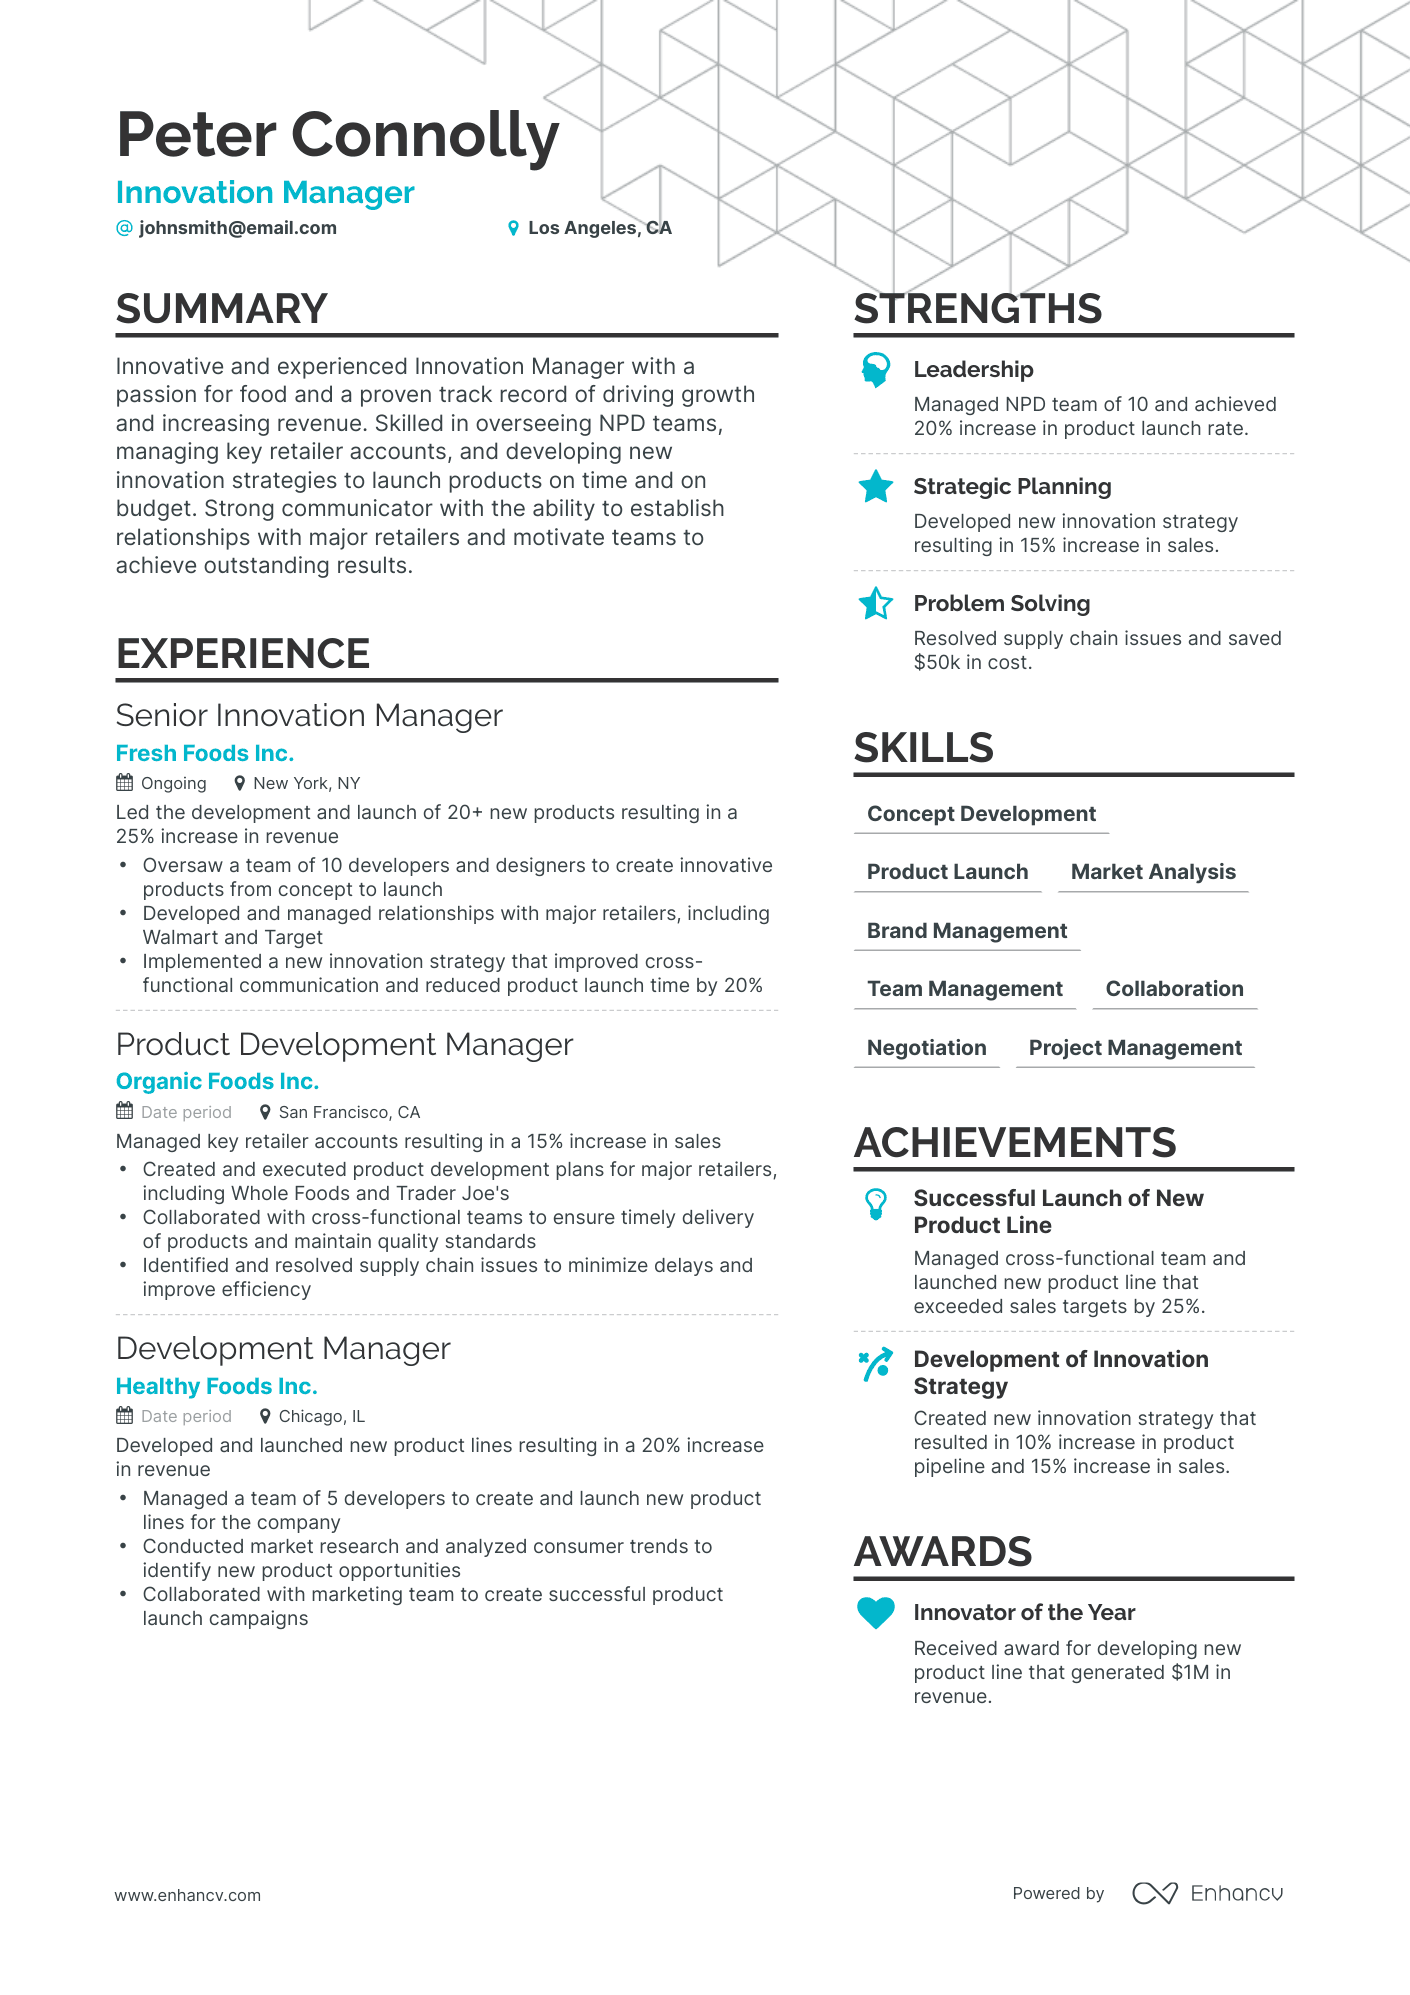 Peter Connolly
Innovation Manager
@ johnsmith@email.com
Los Angeles, CA
SUMMARY
Innovative and experienced Innovation Manager with a
passion for food and a proven track record of driving growth
and increasing revenue. Skilled in overseeing NPD teams,
managing key retailer accounts, and developing new
innovation strategies to launch products on time and on
budget. Strong communicator with the ability to establish
relationships with major retailers and motivate teams to
achieve outstanding results.
EXPERIENCE
Senior Innovation Manager
Fresh Foods Inc.
Ongoing New York, NY
Led the development and launch of 20+ new products resulting in a
25% increase in revenue
• Oversaw a team of 10 developers and designers to create innovative
products from concept to launch
• Developed and managed relationships with major retailers, including
Walmart and Target
• Implemented a new innovation strategy that improved cross-
functional communication and reduced product launch time by 20%
Product Development Manager
Organic Foods Inc.
Date period San Francisco, CA
Managed key retailer accounts resulting in a 15% increase in sales
• Created and executed product development plans for major retailers,
including Whole Foods and Trader Joe's
• Collaborated with cross-functional teams to ensure timely delivery
of products and maintain quality standards
• Identified and resolved supply chain issues to minimize delays and
improve efficiency
Development Manager
Healthy Foods Inc.
Date period Chicago, IL
Developed and launched new product lines resulting in a 20% increase
in revenue
• Managed a team of 5 developers to create and launch new product
lines for the company
• Conducted market research and analyzed consumer trends to
identify new product opportunities
• Collaborated with marketing team to create successful product
launch campaigns
STRENGTHS
Leadership
Managed NPD team of 10 and achieved
20% increase in product launch rate.
Strategic Planning
Developed new innovation strategy
resulting in 15% increase in sales.
Problem Solving
Resolved supply chain issues and saved
$50k in cost.
SKILLS
Concept Development
Product Launch Market Analysis
Brand Management
Team Management Collaboration
Negotiation Project Management
ACHIEVEMENTS
Successful Launch of New
Product Line
Managed cross-functional team and
launched new product line that
exceeded sales targets by 25%.
Development of Innovation
Strategy
Created new innovation strategy that
resulted in 10% increase in product
pipeline and 15% increase in sales.
AWARDS
Innovator of the Year
Received award for developing new
product line that generated $1M in
revenue.
www.enhancv.com
Powered by Enhancv